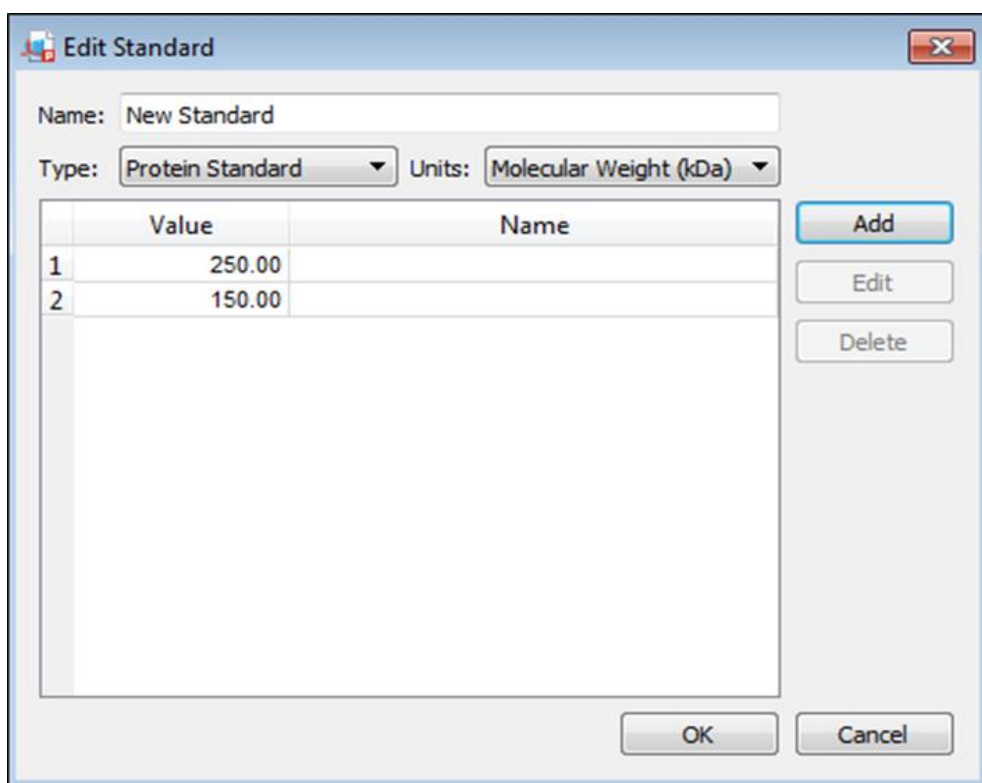 Edit Standard
Name: New Standard
Type: Protein Standard Units: Molecular Weight (kDa)
Value Name Add
1 250.00
Edit
2 150.00
Delete
OK Cancel